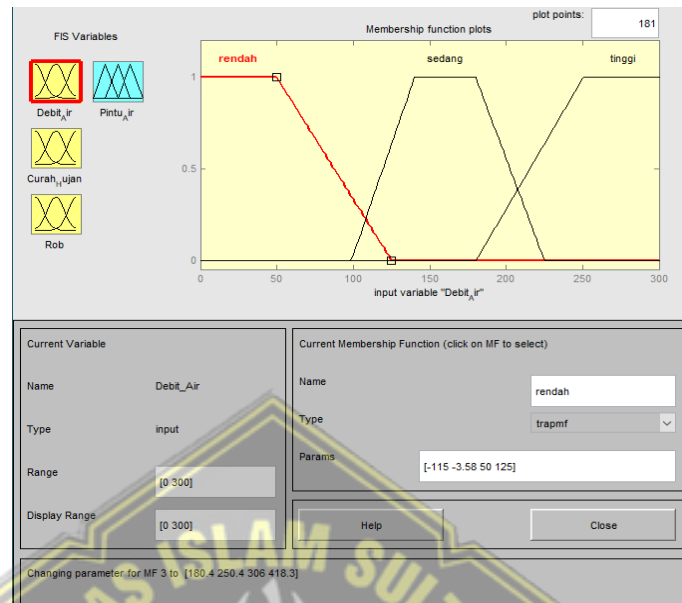 plot points:
181
FIS Variables
Membership function plots
rendah
sedang
tinggi
1
0.5
0
Debit_Air
Pintu_Air
Curah_Hujan
Rob
0
50
100
150
200
250
300
input variable "Debit_Air"
Current Variable
Name
Debit_Air
Type
input
Range
[0 300]
Display Range
[0 300]
Current Membership Function (click on MF to select)
Name
rendah
Type
trapmf
Params
[-115 -3.58 50 125]
Help
Close
Changing parameter for MF 3 to [180.4 250.4 306 418.3]
AS ISLAM SUL